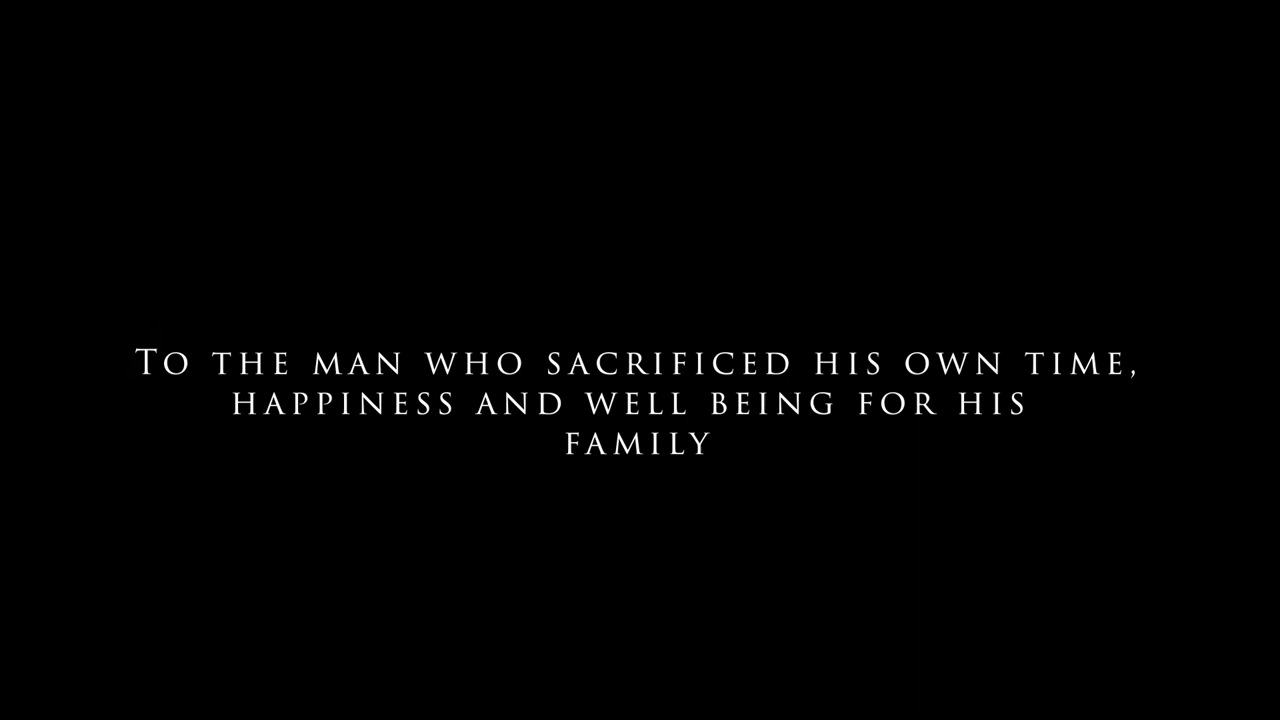 To the man who sacrificed his own time,
happiness and well being for his
family